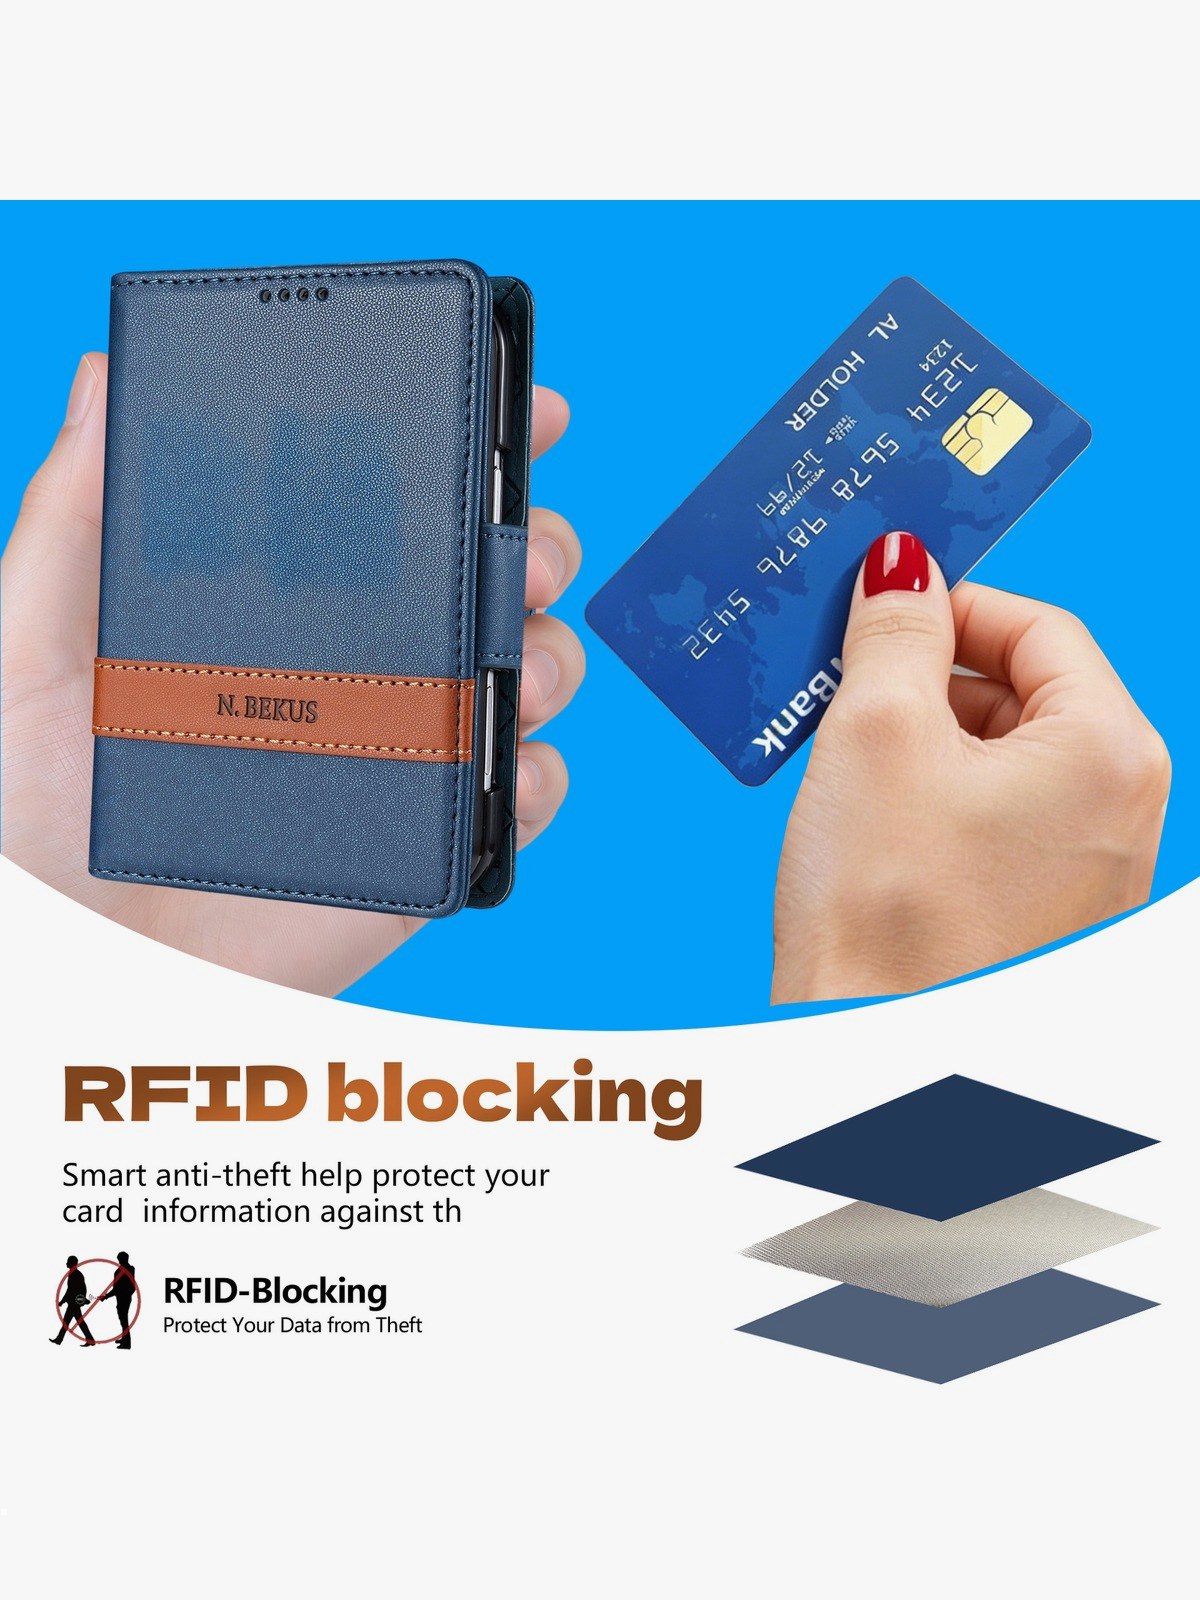 N. BEKUS
AL HOLDER
1234
1234 5678 9876 5432
12/99
Bank
RFID blocking
Smart anti-theft help protect your
card information against th
RFID-Blocking
Protect Your Data from Theft